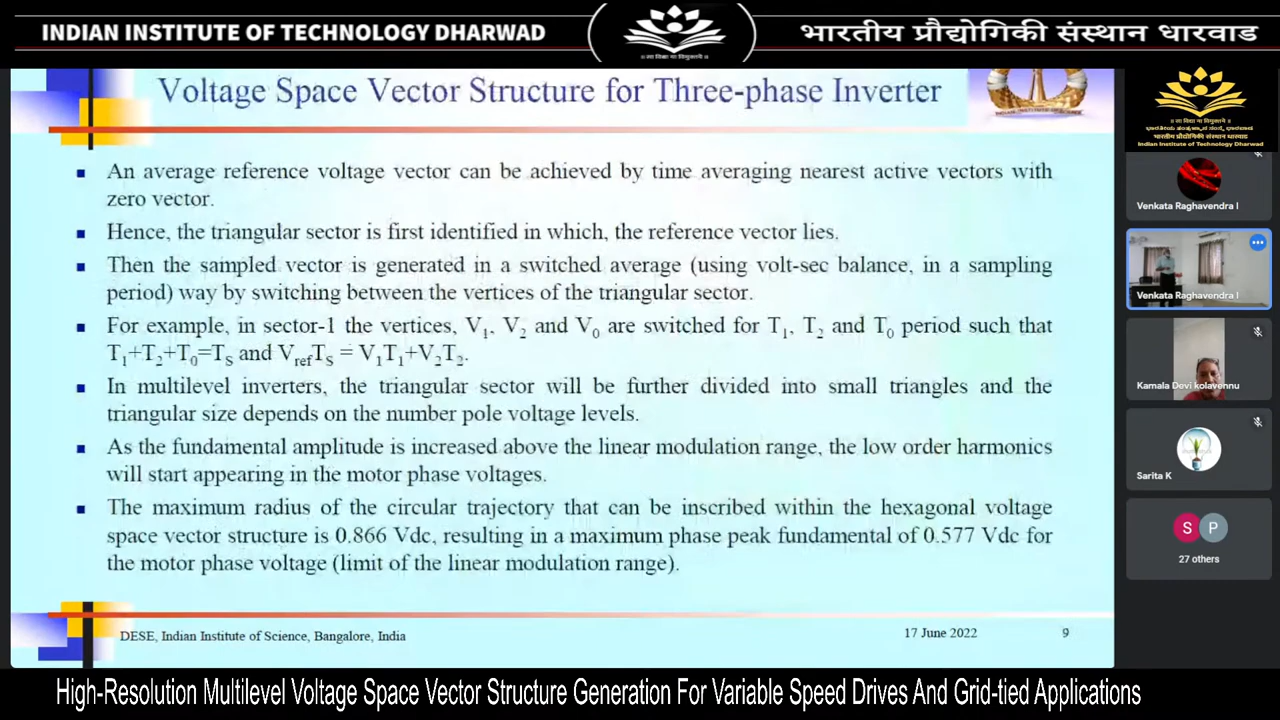 INDIAN INSTITUTE OF TECHNOLOGY DHARWAD
भारतीय प्रौद्योगिकी संस्थान धारवाड
Voltage Space Vector Structure for Three-phase Inverter
An average reference voltage vector can be achieved by time averaging nearest active vectors with
zero vector.
Hence, the triangular sector is first identified in which, the reference vector lies.
Then the sampled vector is generated in a switched average (using volt-sec balance, in a sampling
period) way by switching between the vertices of the triangular sector.
For example, in sector-1 the vertices, V1, V2 and V0 are switched for T1, T2 and T0 period such that
T1+T2+T0=TS and VrefTS = V1T1+V2T2.
In multilevel inverters, the triangular sector will be further divided into small triangles and the
triangular size depends on the number pole voltage levels.
As the fundamental amplitude is increased above the linear modulation range, the low order harmonics
will start appearing in the motor phase voltages.
The maximum radius of the circular trajectory that can be inscribed within the hexagonal voltage
space vector structure is 0.866 Vdc, resulting in a maximum phase peak fundamental of 0.577 Vdc for
the motor phase voltage (limit of the linear modulation range).
DESE, Indian Institute of Science, Bangalore, India
17 June 2022
9
भारतीय प्रौद्योगिकी संस्थान धारवाड
Indian Institute of Technology Dharwad
Venkata Raghavendra I
Venkata Raghavendra I
Kamala Devi kolavennu
Sarita K
S P
27 others
High-Resolution Multilevel Voltage Space Vector Structure Generation For Variable Speed Drives And Grid-tied Applications